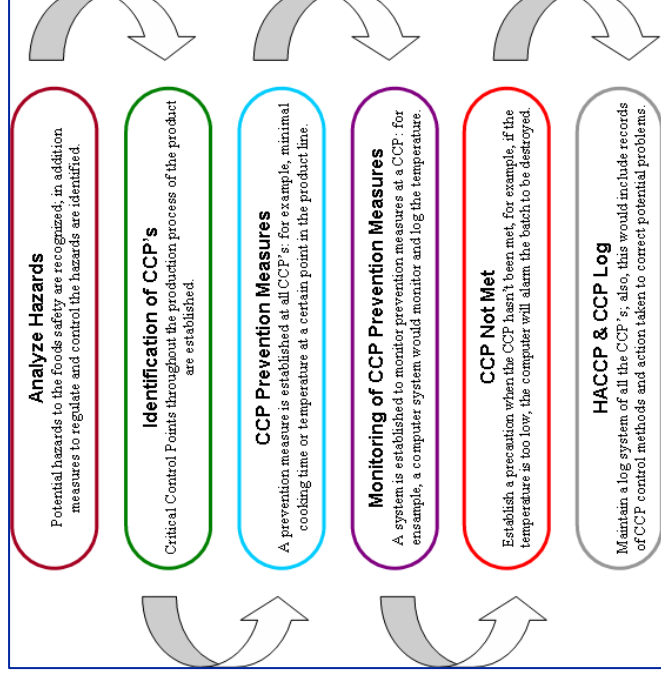 Analyze Hazards
Potential hazards to the foods safety are recognized; in addition
measures to regulate and control the hazards are identified.
Identification of CCP's
Critical Control Points throughout the production process of the product
are established.
CCP Prevention Measures
A prevention measure is established at all CCP's: for example, minimal
cooking time or temperature at a certain point in the product line.
Monitoring of CCP Prevention Measures
A system is established to monitor prevention measures at a CCP: for
ensample, a computer system would monitor and log the temperature.
CCP Not Met
Establish a precaution when the CCP hasn't been met, for example, if the
temperature is too low, the computer will alarm the batch to be destroyed.
HACCP & CCP Log
Maintain a log system of all the CCP's; also, this would include records
of CCP control methods and action taken to correct potential problems.